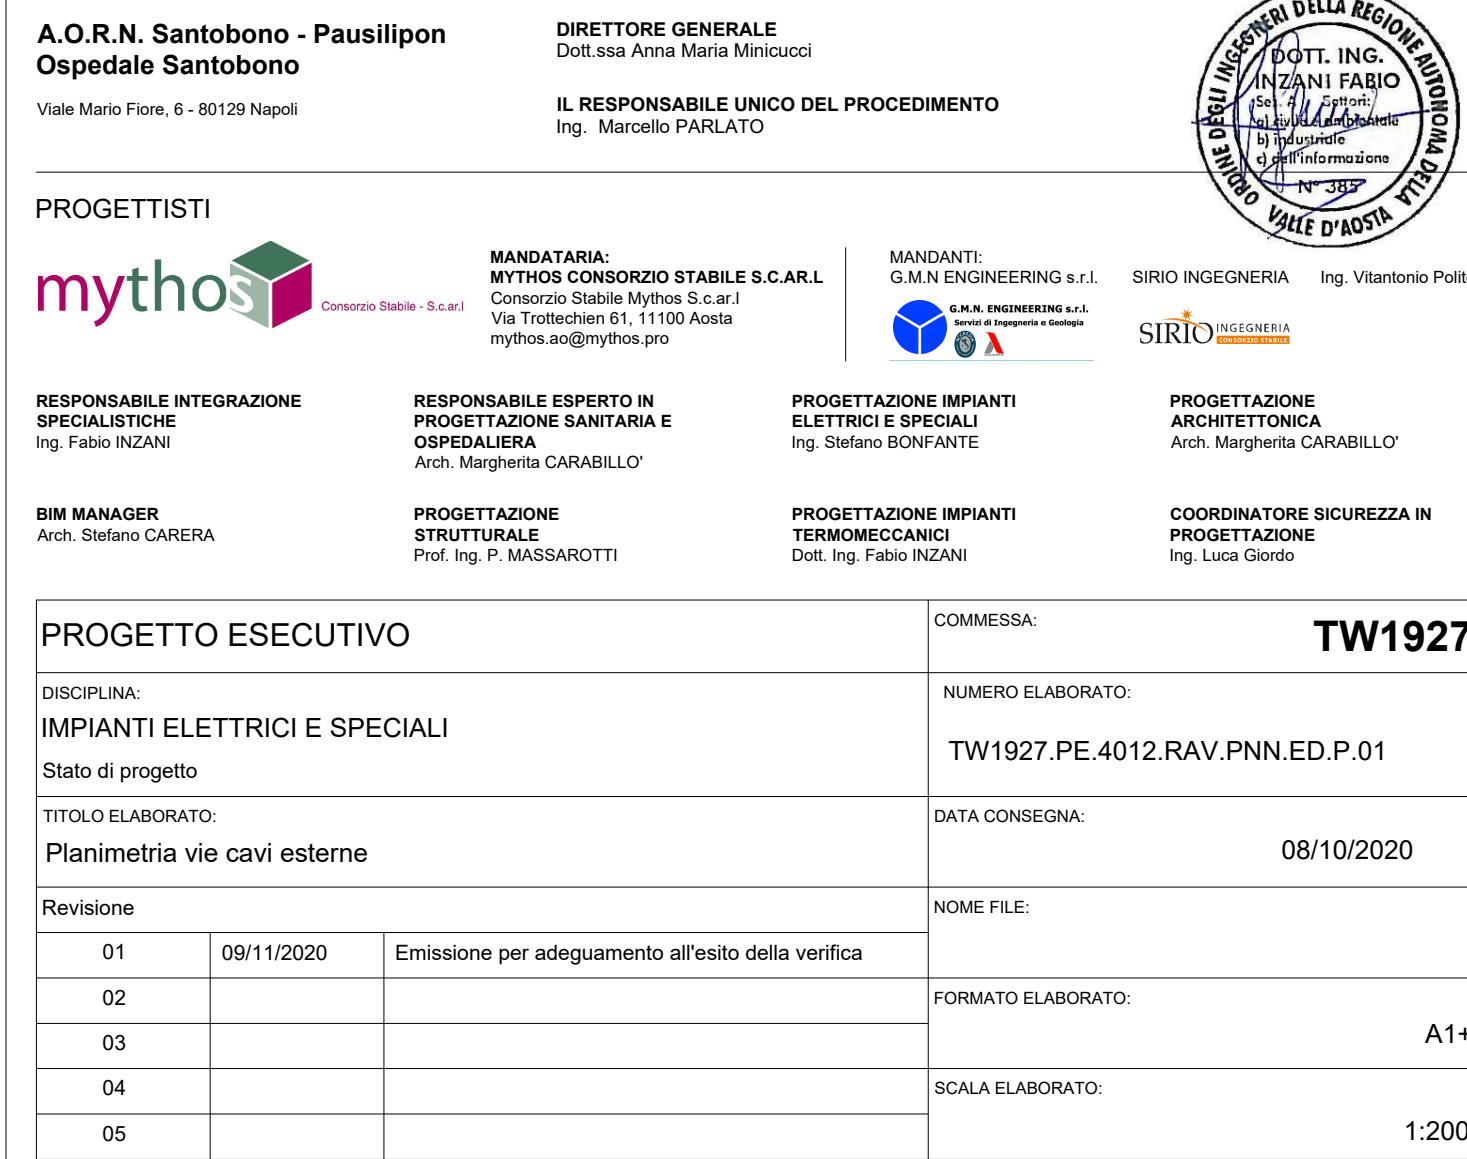 A.O.R.N. Santobono - Pausilipon
Ospedale Santobono
Viale Mario Fiore, 6 - 80129 Napoli
DIRETTORE GENERALE
Dott.ssa Anna Maria Minicucci
IL RESPONSABILE UNICO DEL PROCEDIMENTO
Ing. Marcello PARLATO
ORDINE DEGLI INGEGNERI DELLA REGIONE AUTONOMA DELLA
VALLE D'AOSTA
DOTT. ING.
INZANI FABIO
Sez. A Settori:
a) civile e ambientale
b) industriale
c) dell'informazione
N° 385
PROGETTISTI
mythos
Consorzio Stabile - S.c.ar.l
MANDATARIA:
MYTHOS CONSORZIO STABILE S.C.AR.L
Consorzio Stabile Mythos S.c.ar.l
Via Trottechien 61, 11100 Aosta
mythos.ao@mythos.pro
MANDANTI:
G.M.N ENGINEERING s.r.l.
SIRIO INGEGNERIA
Ing. Vitantonio Polit
G.M.N. ENGINEERING s.r.l.
Servizi di Ingegneria e Geologia
SIRIO INGEGNERIA
CONSORZIO STABILE
RESPONSABILE INTEGRAZIONE
SPECIALISTICHE
Ing. Fabio INZANI
RESPONSABILE ESPERTO IN
PROGETTAZIONE SANITARIA E
OSPEDALIERA
Arch. Margherita CARABILLO'
PROGETTAZIONE IMPIANTI
ELETTRICI E SPECIALI
Ing. Stefano BONFANTE
PROGETTAZIONE
ARCHITETTONICA
Arch. Margherita CARABILLO'
BIM MANAGER
Arch. Stefano CARERA
PROGETTAZIONE
STRUTTURALE
Prof. Ing. P. MASSAROTTI
PROGETTAZIONE IMPIANTI
TERMOMECCANICI
Dott. Ing. Fabio INZANI
COORDINATORE SICUREZZA IN
PROGETTAZIONE
Ing. Luca Giordo
PROGETTO ESECUTIVO
COMMESSA:
TW1927
DISCIPLINA:
IMPIANTI ELETTRICI E SPECIALI
Stato di progetto
NUMERO ELABORATO:
TW1927.PE.4012.RAV.PNN.ED.P.01
TITOLO ELABORATO:
Planimetria vie cavi esterne
DATA CONSEGNA:
08/10/2020
Revisione
NOME FILE:
01 09/11/2020 Emissione per adeguamento all'esito della verifica
02
FORMATO ELABORATO:
A1+
03
04
SCALA ELABORATO:
1:200
05